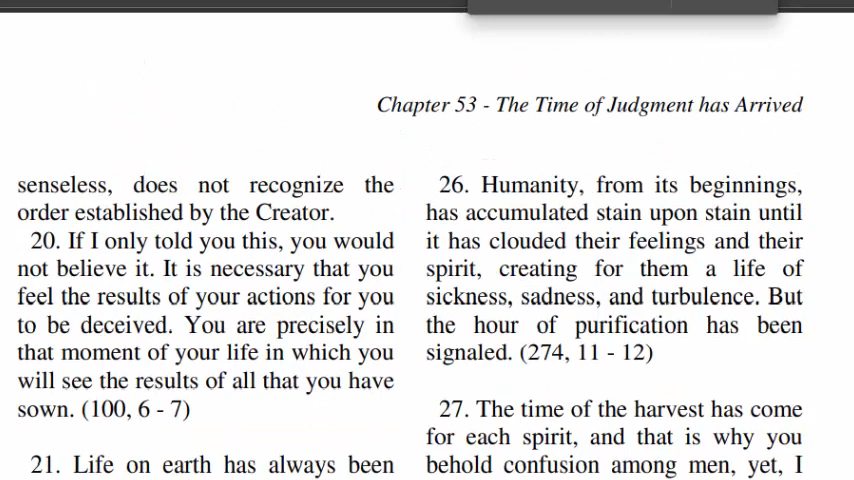 Chapter 53 - The Time of Judgment has Arrived
senseless, does not recognize the
order established by the Creator.
20. If I only told you this, you would
not believe it. It is necessary that you
feel the results of your actions for you
to be deceived. You are precisely in
that moment of your life in which you
will see the results of all that you have
sown. (100, 6 - 7)
21. Life on earth has always been
26. Humanity, from its beginnings,
has accumulated stain upon stain until
it has clouded their feelings and their
spirit, creating for them a life of
sickness, sadness, and turbulence. But
the hour of purification has been
signaled. (274, 11 - 12)
27. The time of the harvest has come
for each spirit, and that is why you
behold confusion among men, yet, I